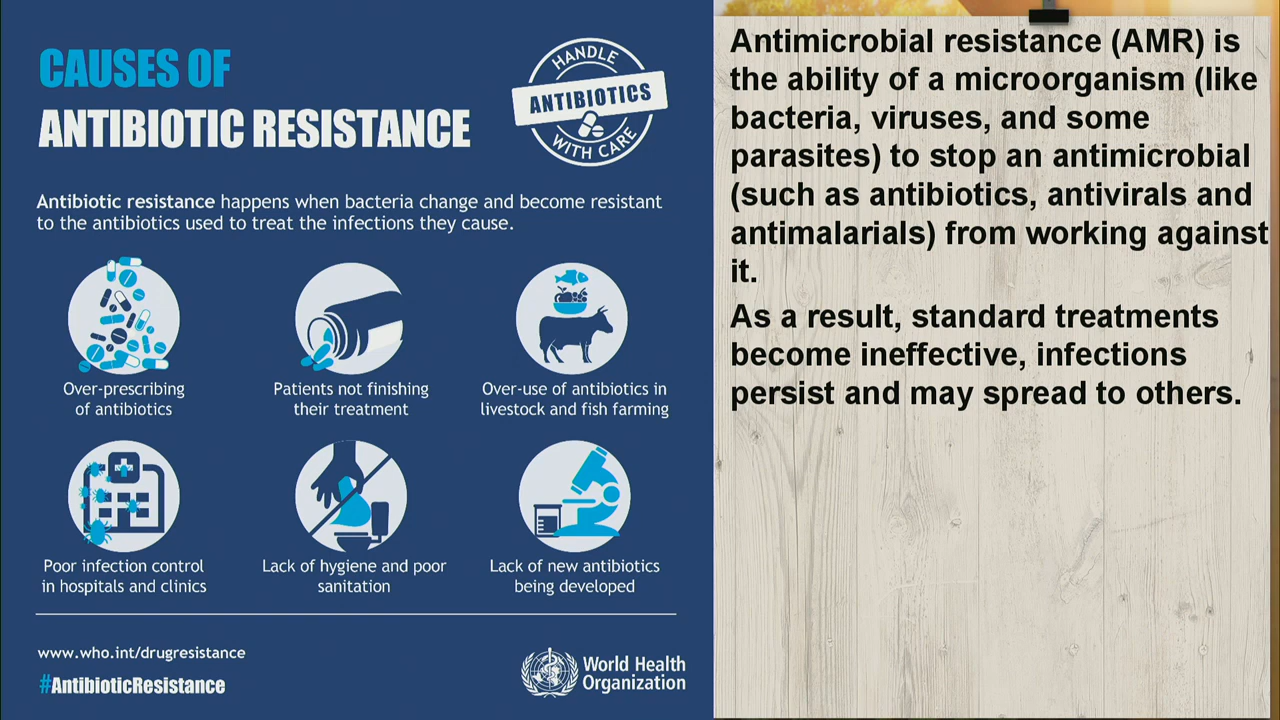 CAUSES OF
ANTIBIOTIC RESISTANCE
HANDLE
ANTIBIOTICS
WITH CARE
Antibiotic resistance happens when bacteria change and become resistant
to the antibiotics used to treat the infections they cause.
Over-prescribing
of antibiotics
Patients not finishing
their treatment
Over-use of antibiotics in
livestock and fish farming
Poor infection control
in hospitals and clinics
Lack of hygiene and poor
sanitation
Lack of new antibiotics
being developed
www.who.int/drugresistance
#AntibioticResistance
World Health
Organization
Antimicrobial resistance (AMR) is
the ability of a microorganism (like
bacteria, viruses, and some
parasites) to stop an antimicrobial
(such as antibiotics, antivirals and
antimalarials) from working against
it.
As a result, standard treatments
become ineffective, infections
persist and may spread to others.